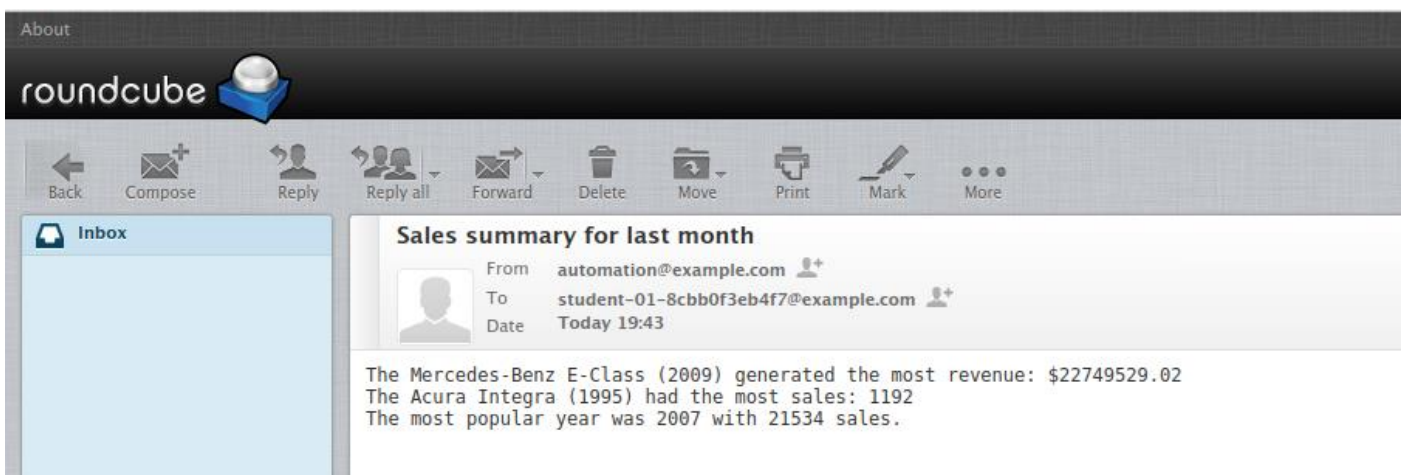 About
roundcube
Back Compose Reply Reply all Forward Delete Move Print Mark More
Inbox
Sales summary for last month
From automation@example.com
To student-01-8cbb0f3eb4f7@example.com
Date Today 19:43
The Mercedes-Benz E-Class (2009) generated the most revenue: $22749529.02
The Acura Integra (1995) had the most sales: 1192
The most popular year was 2007 with 21534 sales.